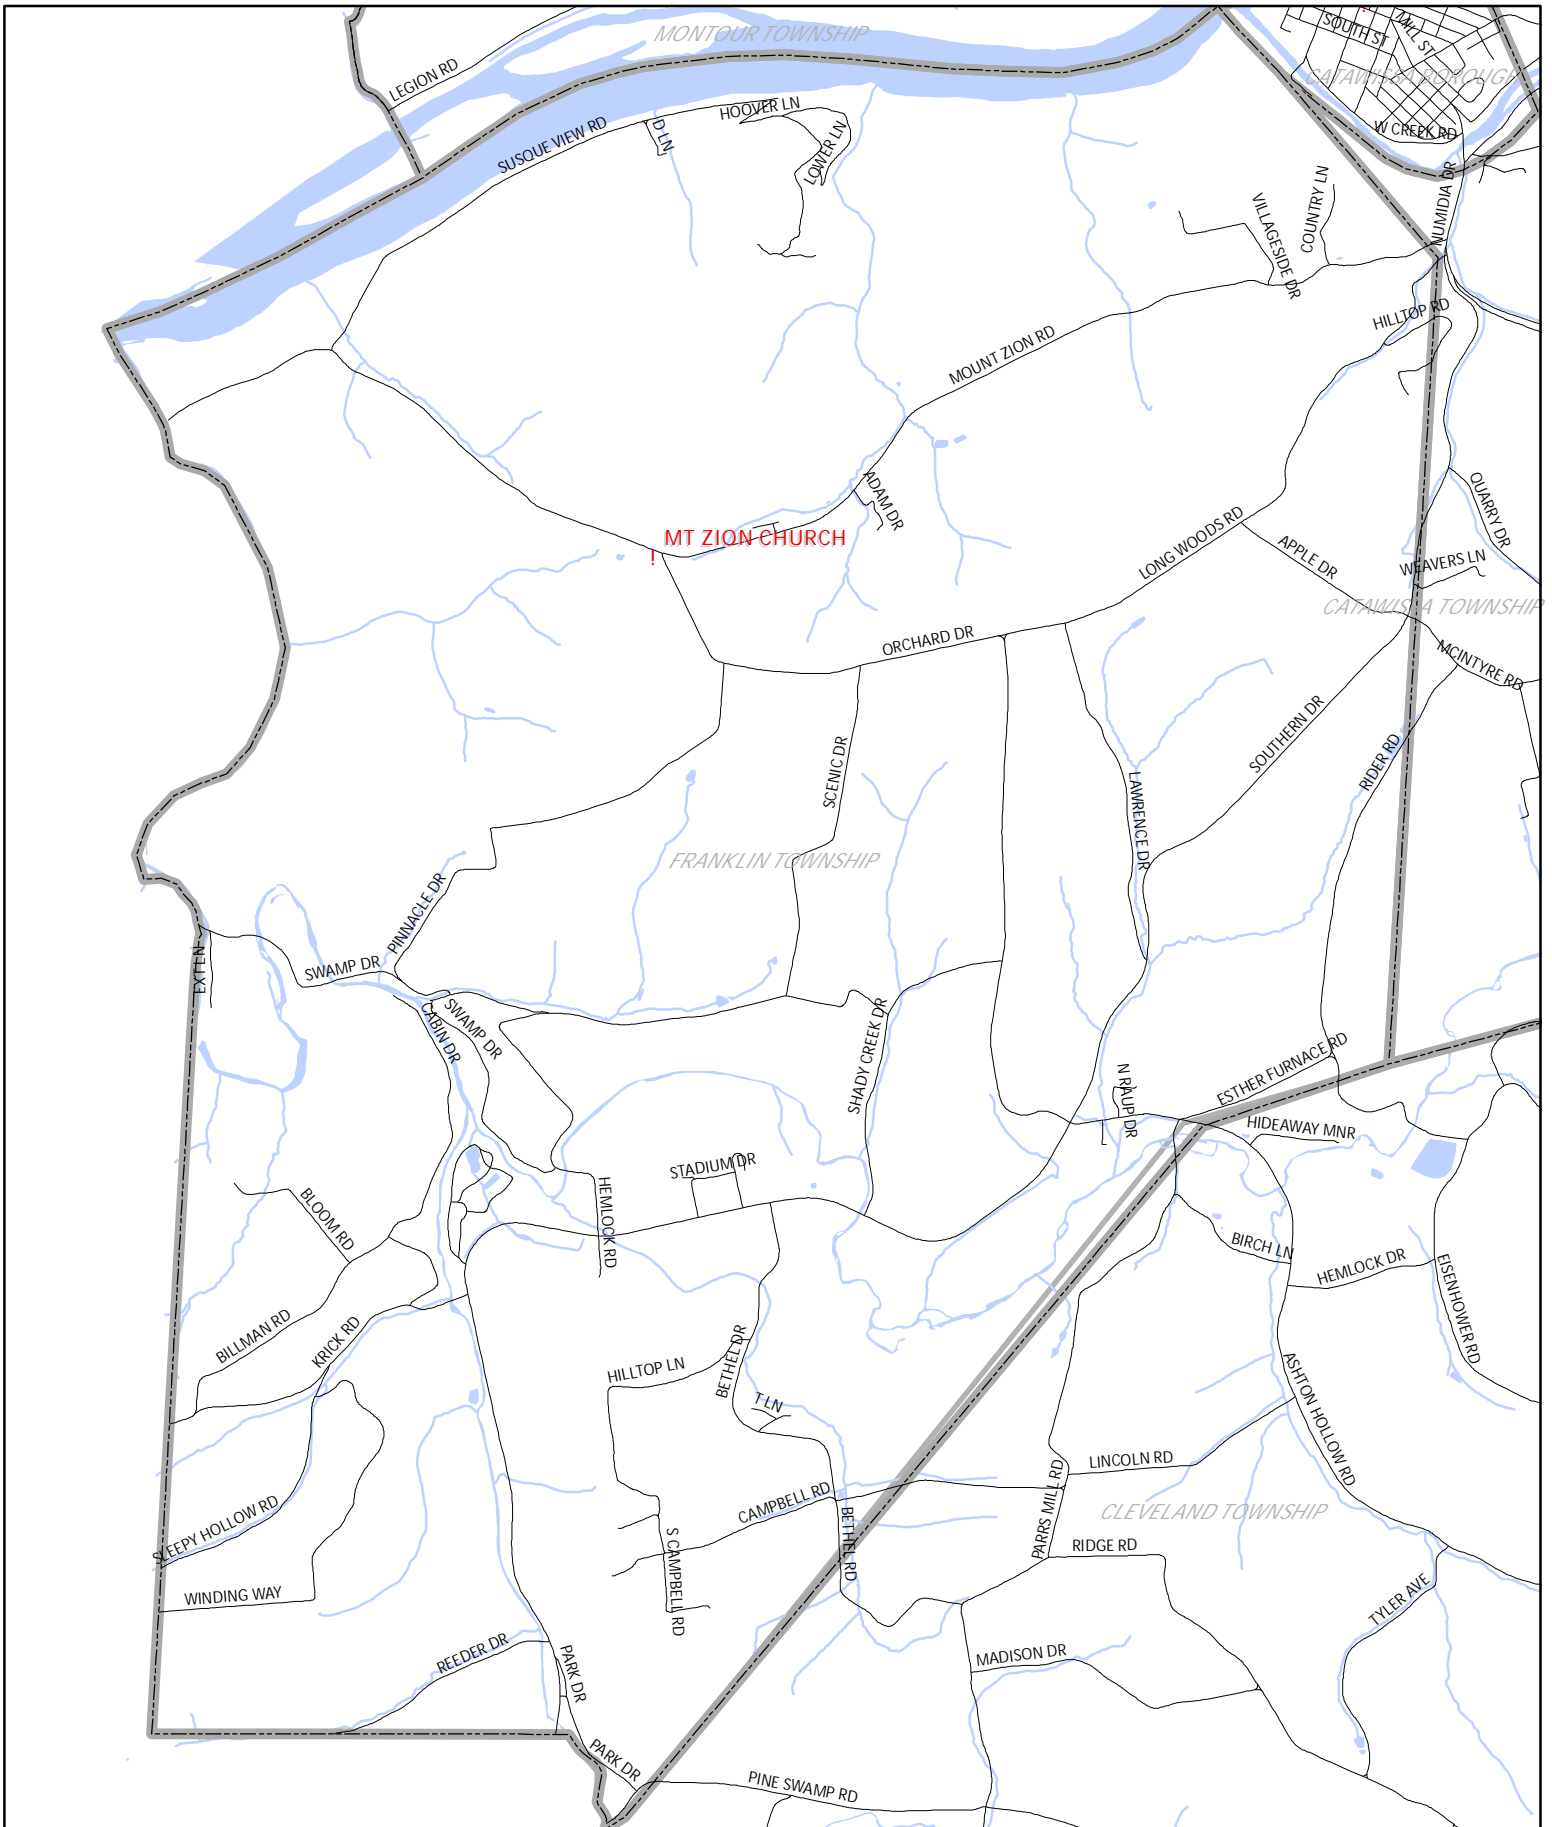 MONTOUR TOWNSHIP
SOUTH ST
MILL ST
CATAWISSA BOROUGH
LEGION RD
HOOVER LN
SUSQUE VIEW RD
D LN
LOWER LN
W CREEK RD
NUMIDIA DR
COUNTRY LN
VILLAGESIDE DR
HILLTOP RD
MOUNT ZION RD
ADAM DR
QUARRY DR
MT ZION CHURCH
!
LONG WOODS RD
APPLE DR
WEAVERS LN
CATAWISSA TOWNSHIP
ORCHARD DR
MCINTYRE RD
SOUTHERN DR
RIDER RD
SCENIC DR
LAWRENCE DR
FRANKLIN TOWNSHIP
PINNACLE DR
SWAMP DR
EXT LN
CABIN DR
SWAMP DR
SHADY CREEK DR
N RAUP DR
ESTHER FURNACE RD
HIDEAWAY MNR
STADIUM DR
HEMLOCK RD
BLOOM RD
BIRCH LN
HEMLOCK DR
EISENHOWER RD
BILLMAN RD
KRICK RD
HILLTOP LN
BETHEL DR
T LN
ASHTON HOLLOW RD
LINCOLN RD
CAMPBELL RD
PARRS MILL RD
CLEVELAND TOWNSHIP
SLEEPY HOLLOW RD
S CAMPBELL RD
BETHEL RD
RIDGE RD
WINDING WAY
TYLER AVE
REEDER DR
PARK DR
MADISON DR
PARK DR
PINE SWAMP RD